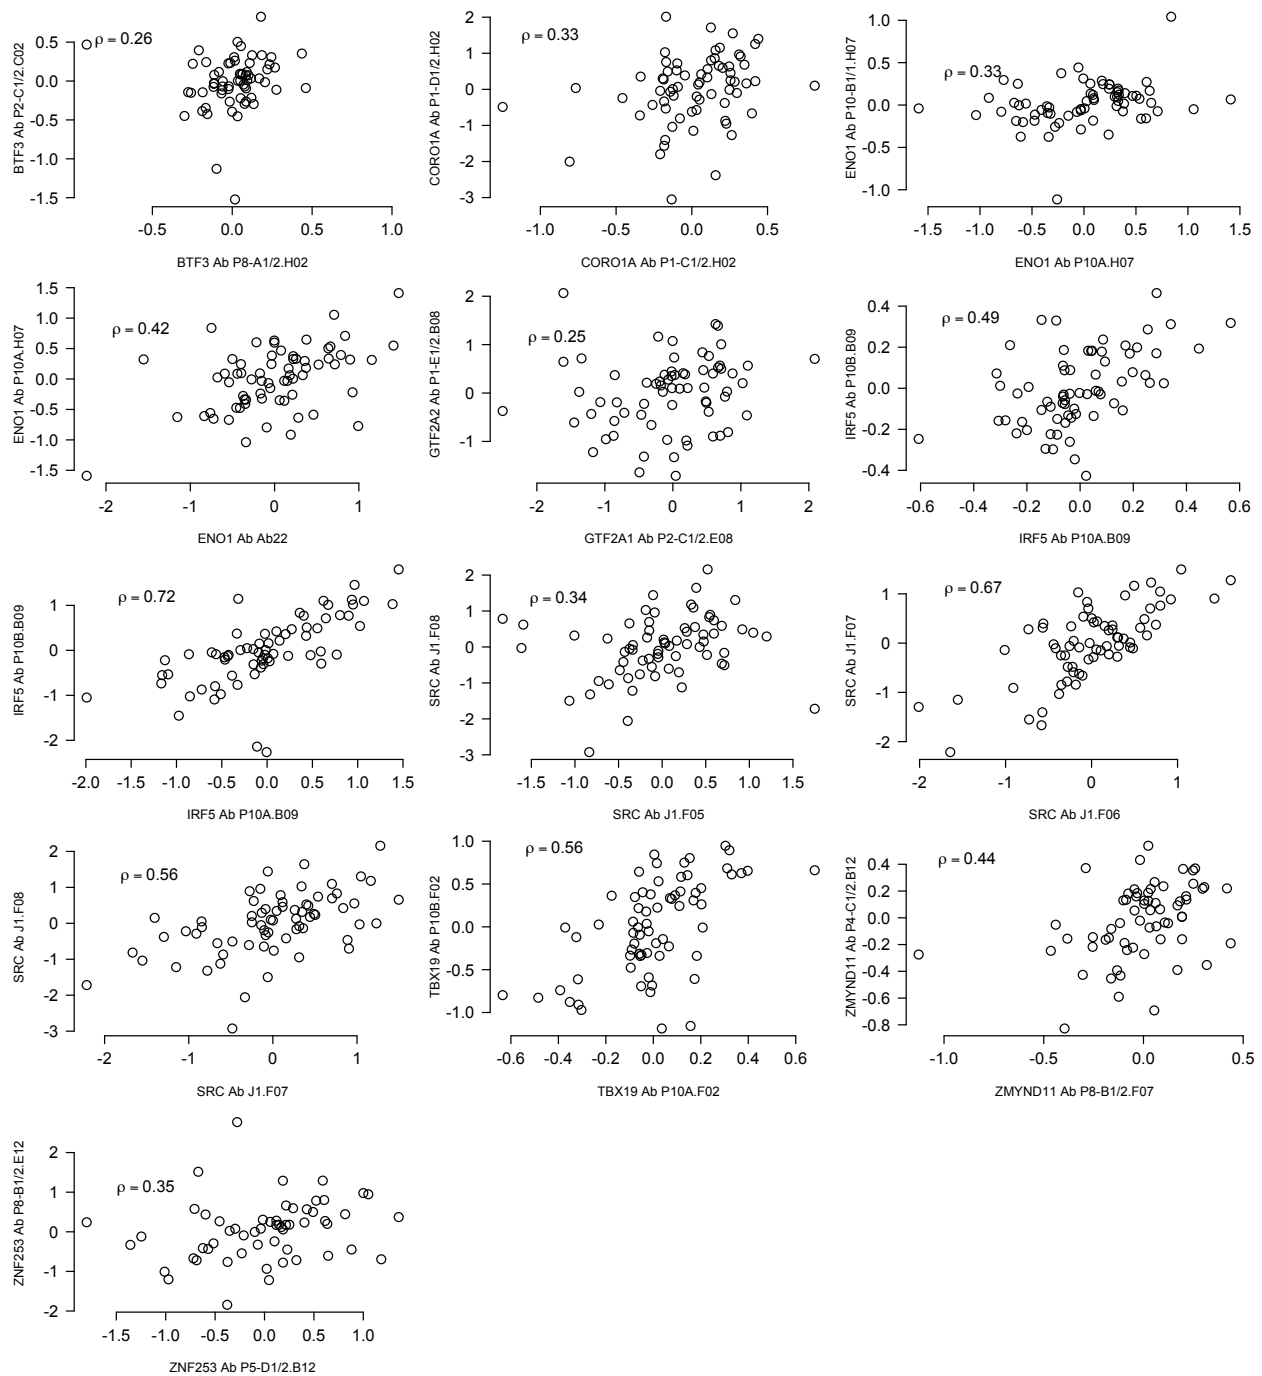 BTF3 Ab P2-C1/2.C02
0.5
0.0
-0.5
-1.0
-1.5
ρ = 0.26
-0.5 0.0 0.5 1.0
BTF3 Ab P8-A1/2.H02
CORO1A Ab P1-D1/2.H02
2
1
0
-1
-2
-3
ρ = 0.33
-1.0 -0.5 0.0 0.5
CORO1A Ab P1-C1/2.H02
ENO1 Ab P10-B1/1.H07
1.0
0.5
0.0
-0.5
-1.0
ρ = 0.33
-1.5 -1.0 -0.5 0.0 0.5 1.0 1.5
ENO1 Ab P10A.H07
ENO1 Ab P10A.H07
1.5
1.0
0.5
0.0
-0.5
-1.0
-1.5
ρ = 0.42
-2 -1 0 1
ENO1 Ab Ab22
GTF2A2 Ab P1-E1/2.B08
2
1
0
-1
ρ = 0.25
-2 -1 0 1 2
GTF2A1 Ab P2-C1/2.E08
IRF5 Ab P10B.B09
0.4
0.2
0.0
-0.2
-0.4
ρ = 0.49
-0.6 -0.4 -0.2 0.0 0.2 0.4 0.6
IRF5 Ab P10A.B09
IRF5 Ab P10B.B09
1
0
-1
-2
ρ = 0.72
-2.0 -1.5 -1.0 -0.5 0.0 0.5 1.0 1.5
IRF5 Ab P10A.B09
SRC Ab J1.F08
2
1
0
-1
-2
-3
ρ = 0.34
-1.5 -1.0 -0.5 0.0 0.5 1.0 1.5
SRC Ab J1.F05
SRC Ab J1.F07
1
0
-1
-2
ρ = 0.67
-2 -1 0 1
SRC Ab J1.F06
SRC Ab J1.F08
2
1
0
-1
-2
-3
ρ = 0.56
-2 -1 0 1
SRC Ab J1.F07
TBX19 Ab P10B.F02
1.0
0.5
0.0
-0.5
-1.0
ρ = 0.56
-0.6 -0.4 -0.2 0.0 0.2 0.4 0.6
TBX19 Ab P10A.F02
ZMYND11 Ab P4-C1/2.B12
0.4
0.2
0.0
-0.2
-0.4
-0.6
-0.8
ρ = 0.44
-1.0 -0.5 0.0 0.5
ZMYND11 Ab P8-B1/2.F07
ZNF253 Ab P8-B1/2.E12
2
1
0
-1
-2
ρ = 0.35
-1.5 -1.0 -0.5 0.0 0.5 1.0
ZNF253 Ab P5-D1/2.B12